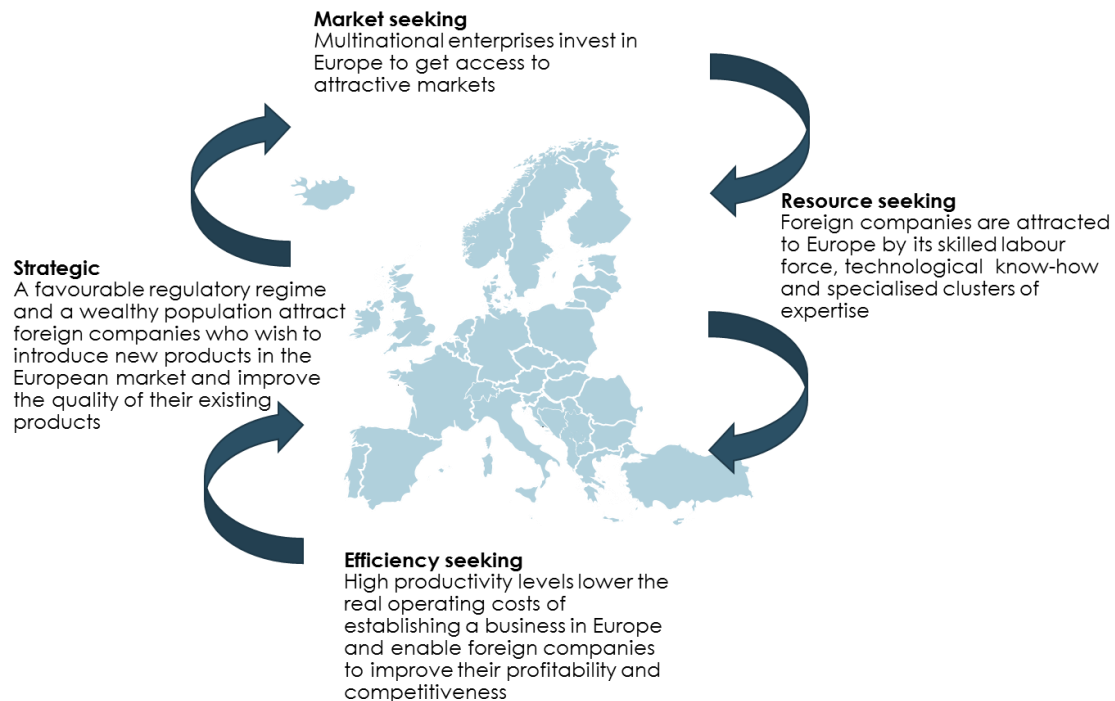 Market seeking
Multinational enterprises invest in
Europe to get access to
attractive markets
Resource seeking
Foreign companies are attracted
to Europe by its skilled labour
force, technological know-how
and specialised clusters of
expertise
Strategic
A favourable regulatory regime
and a wealthy population attract
foreign companies who wish to
introduce new products in the
European market and improve
the quality of their existing
products
Efficiency seeking
High productivity levels lower the
real operating costs of
establishing a business in Europe
and enable foreign companies
to improve their profitability and
competitiveness